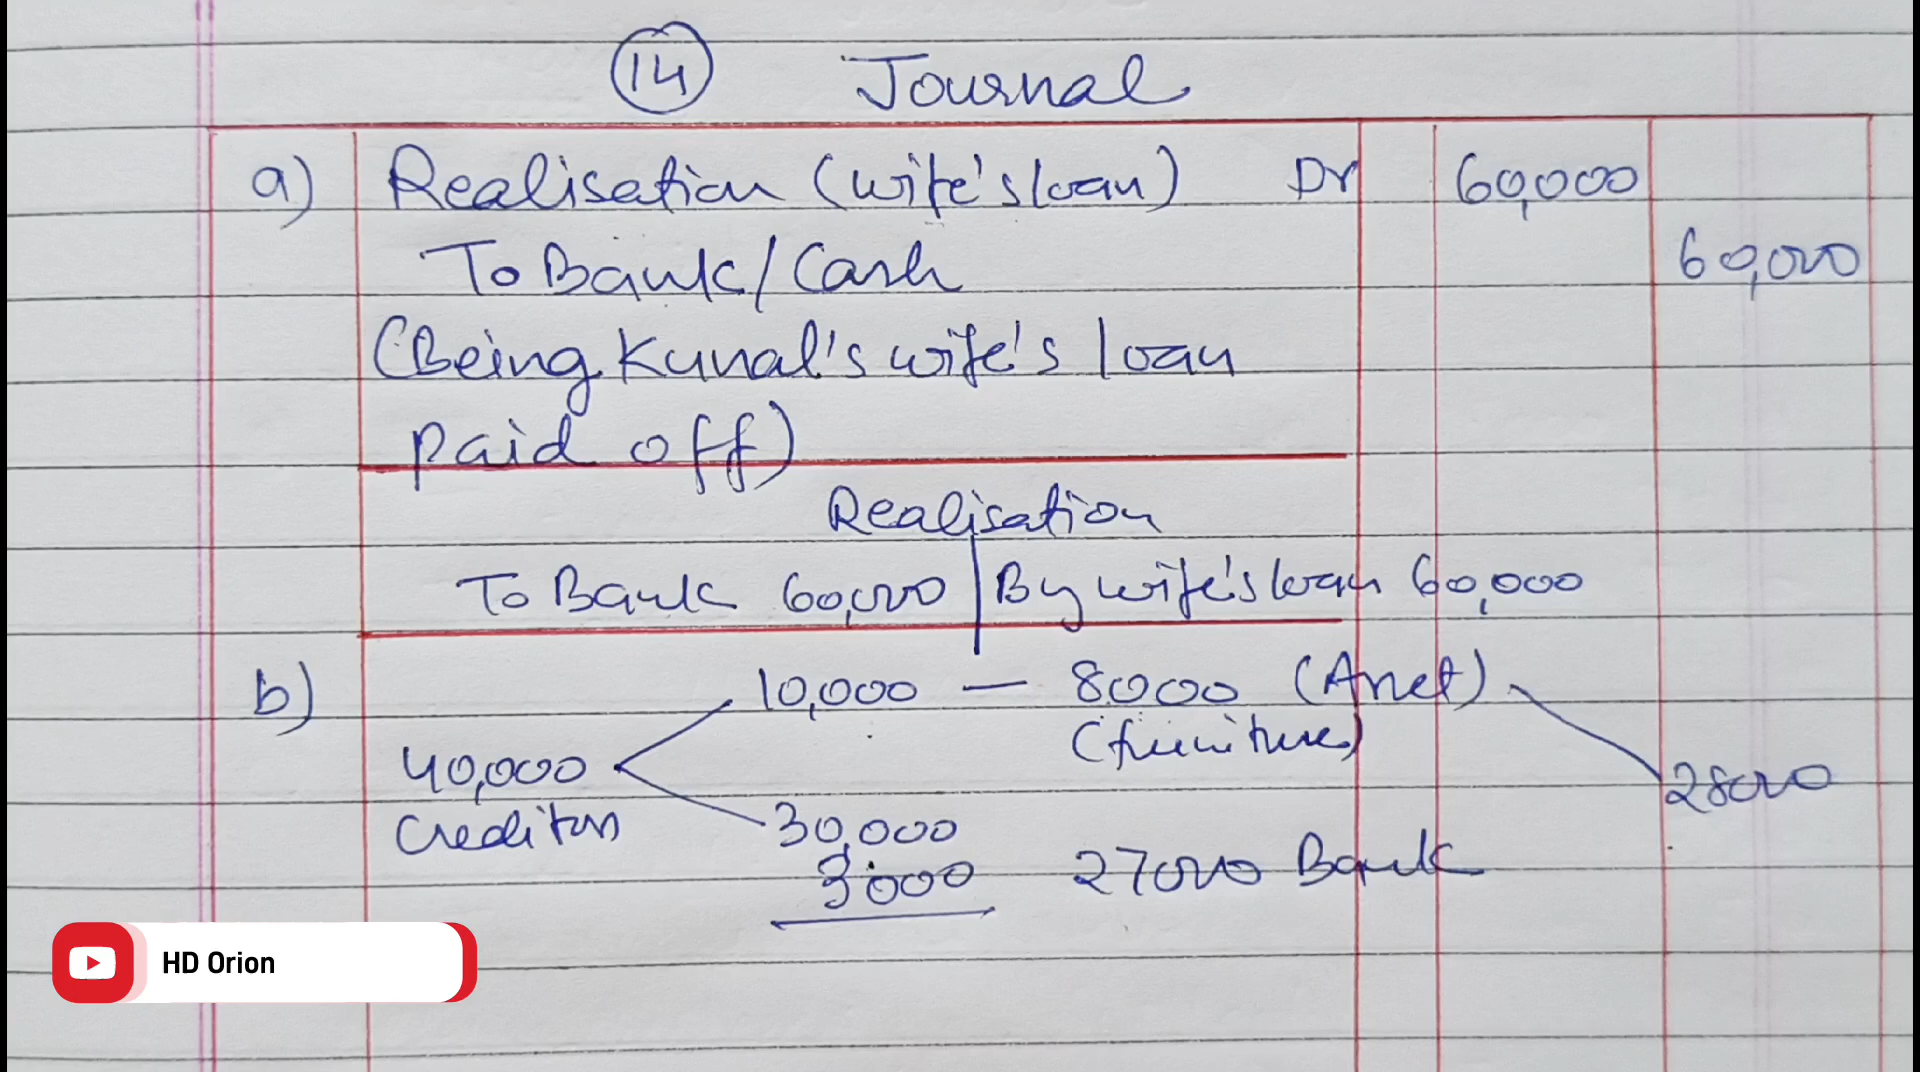 14 Journal
a) Realisation (wife's loan) Dr 60,000
To Bank/Cash 60,000
(Being Kunal's wife's loan
paid off)
Realisation
To Bank 60,000 By wife's loan 60,000
b) 10,000 — 8000 (Asset)
(furniture)
40,000 28000
Creditors
30,000
3000 27000 Bank
HD Orion